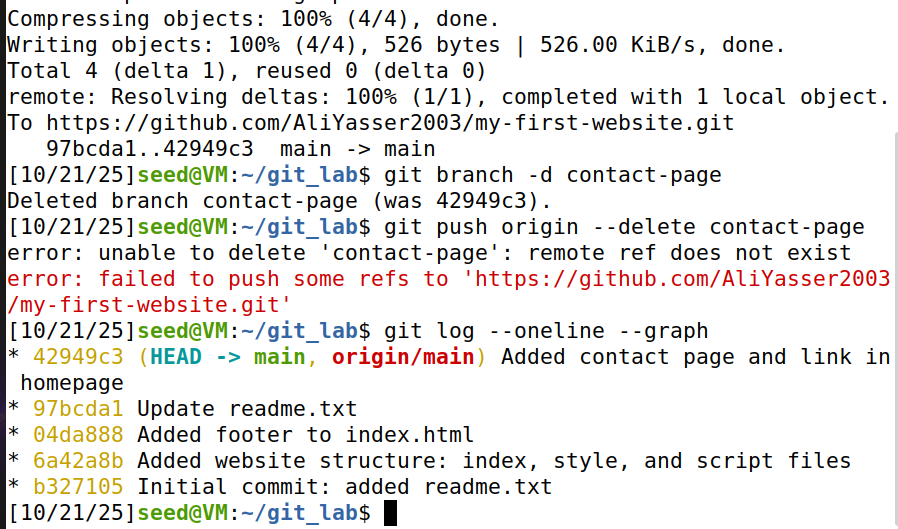 Compressing objects: 100% (4/4), done.
Writing objects: 100% (4/4), 526 bytes | 526.00 KiB/s, done.
Total 4 (delta 1), reused 0 (delta 0)
remote: Resolving deltas: 100% (1/1), completed with 1 local object.
To https://github.com/AliYasser2003/my-first-website.git
   97bcda1..42949c3  main -> main
[10/21/25]seed@VM:~/git_lab$ git branch -d contact-page
Deleted branch contact-page (was 42949c3).
[10/21/25]seed@VM:~/git_lab$ git push origin --delete contact-page
error: unable to delete 'contact-page': remote ref does not exist
error: failed to push some refs to 'https://github.com/AliYasser2003
/my-first-website.git'
[10/21/25]seed@VM:~/git_lab$ git log --oneline --graph
* 42949c3 (HEAD -> main, origin/main) Added contact page and link in
 homepage
* 97bcda1 Update readme.txt
* 04da888 Added footer to index.html
* 6a42a8b Added website structure: index, style, and script files
* b327105 Initial commit: added readme.txt
[10/21/25]seed@VM:~/git_lab$